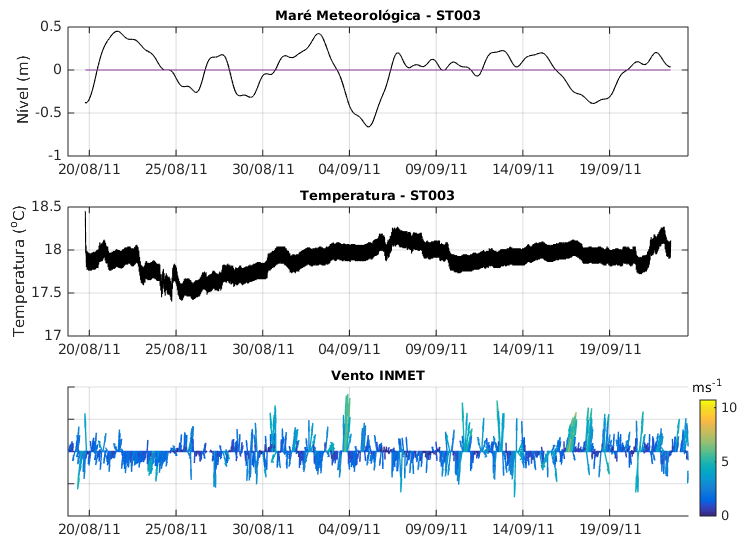 Maré Meteorológica - ST003
Nível (m)
0.5
0
-0.5
-1
20/08/11 25/08/11 30/08/11 04/09/11 09/09/11 14/09/11 19/09/11
Temperatura - ST003
Temperatura (ºC)
18.5
18
17.5
17
20/08/11 25/08/11 30/08/11 04/09/11 09/09/11 14/09/11 19/09/11
Vento INMET
ms⁻¹
10
5
0
20/08/11 25/08/11 30/08/11 04/09/11 09/09/11 14/09/11 19/09/11